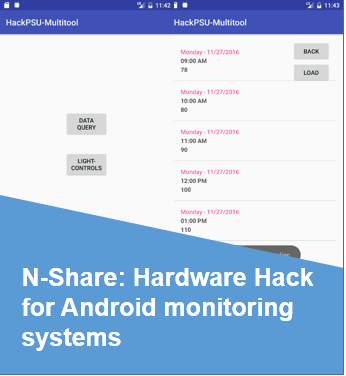 11:42
11:43
HackPSU-Multitool
HackPSU-Multitool
Monday - 11/27/2016
09:00 AM
78
BACK
LOAD
Monday - 11/27/2016
10:00 AM
80
DATA
QUERY
Monday - 11/27/2016
11:00 AM
90
LIGHT-
CONTROLS
Monday - 11/27/2016
12:00 PM
100
Monday - 11/27/2016
01:00 PM
110
N-Share: Hardware Hack
for Android monitoring
systems